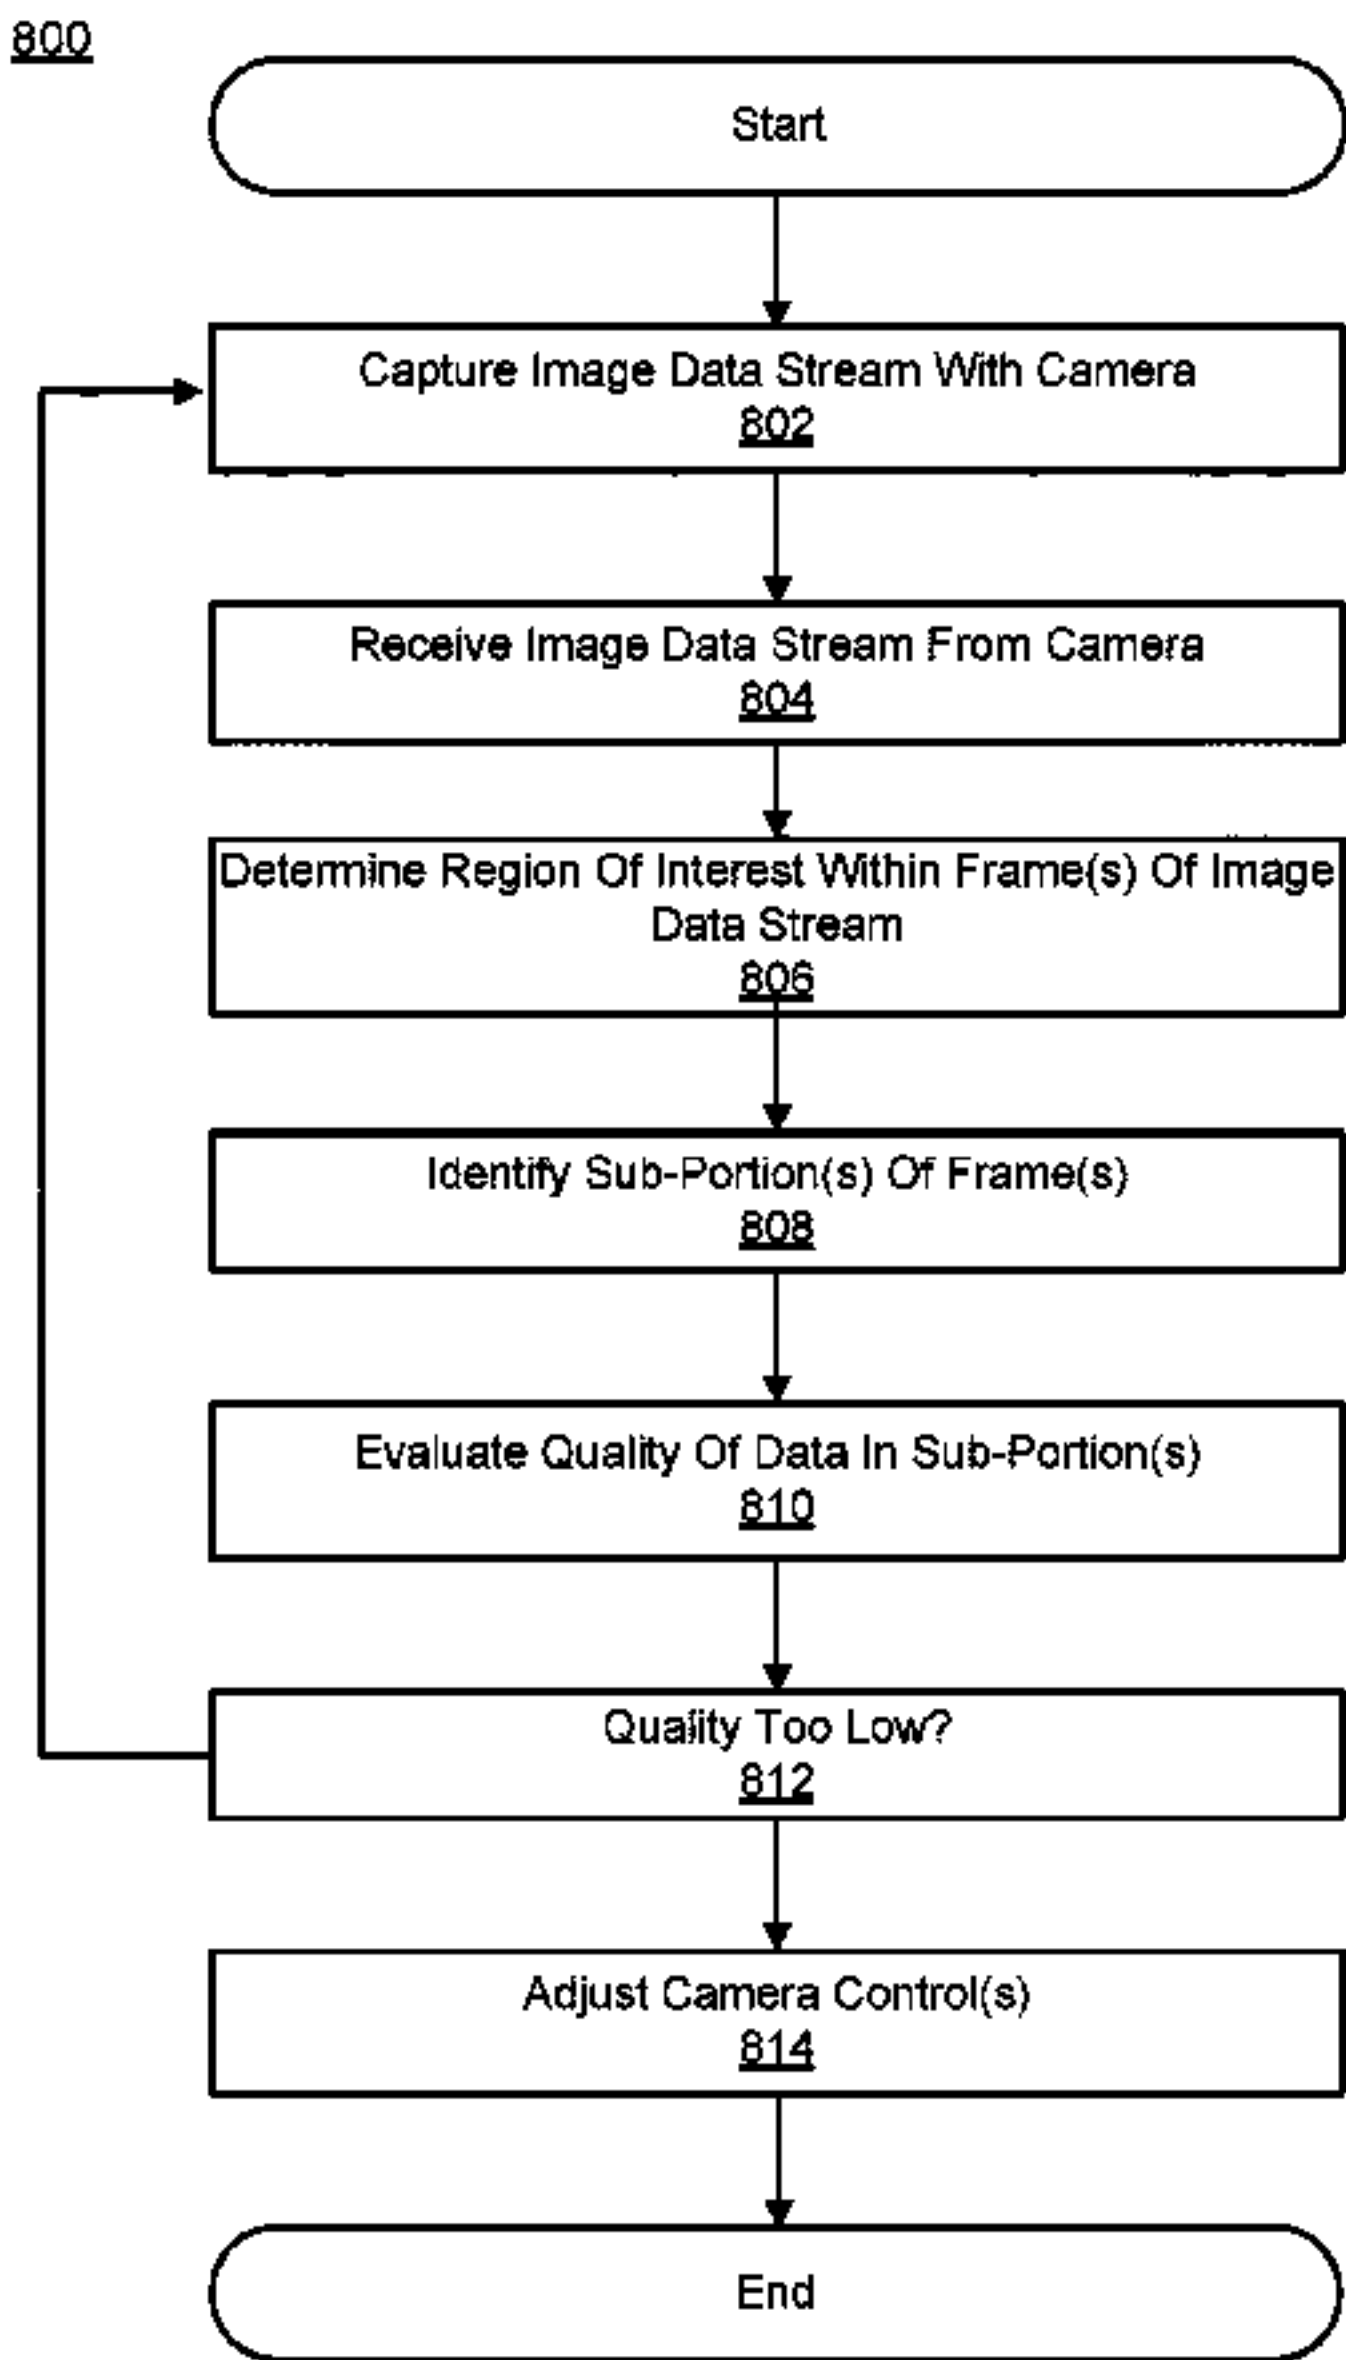 800
Start
Capture Image Data Stream With Camera
802
Receive Image Data Stream From Camera
804
Determine Region Of Interest Within Frame(s) Of Image
Data Stream
806
Identify Sub-Portion(s) Of Frame(s)
808
Evaluate Quality Of Data In Sub-Portion(s)
810
Quality Too Low?
812
Adjust Camera Control(s)
814
End